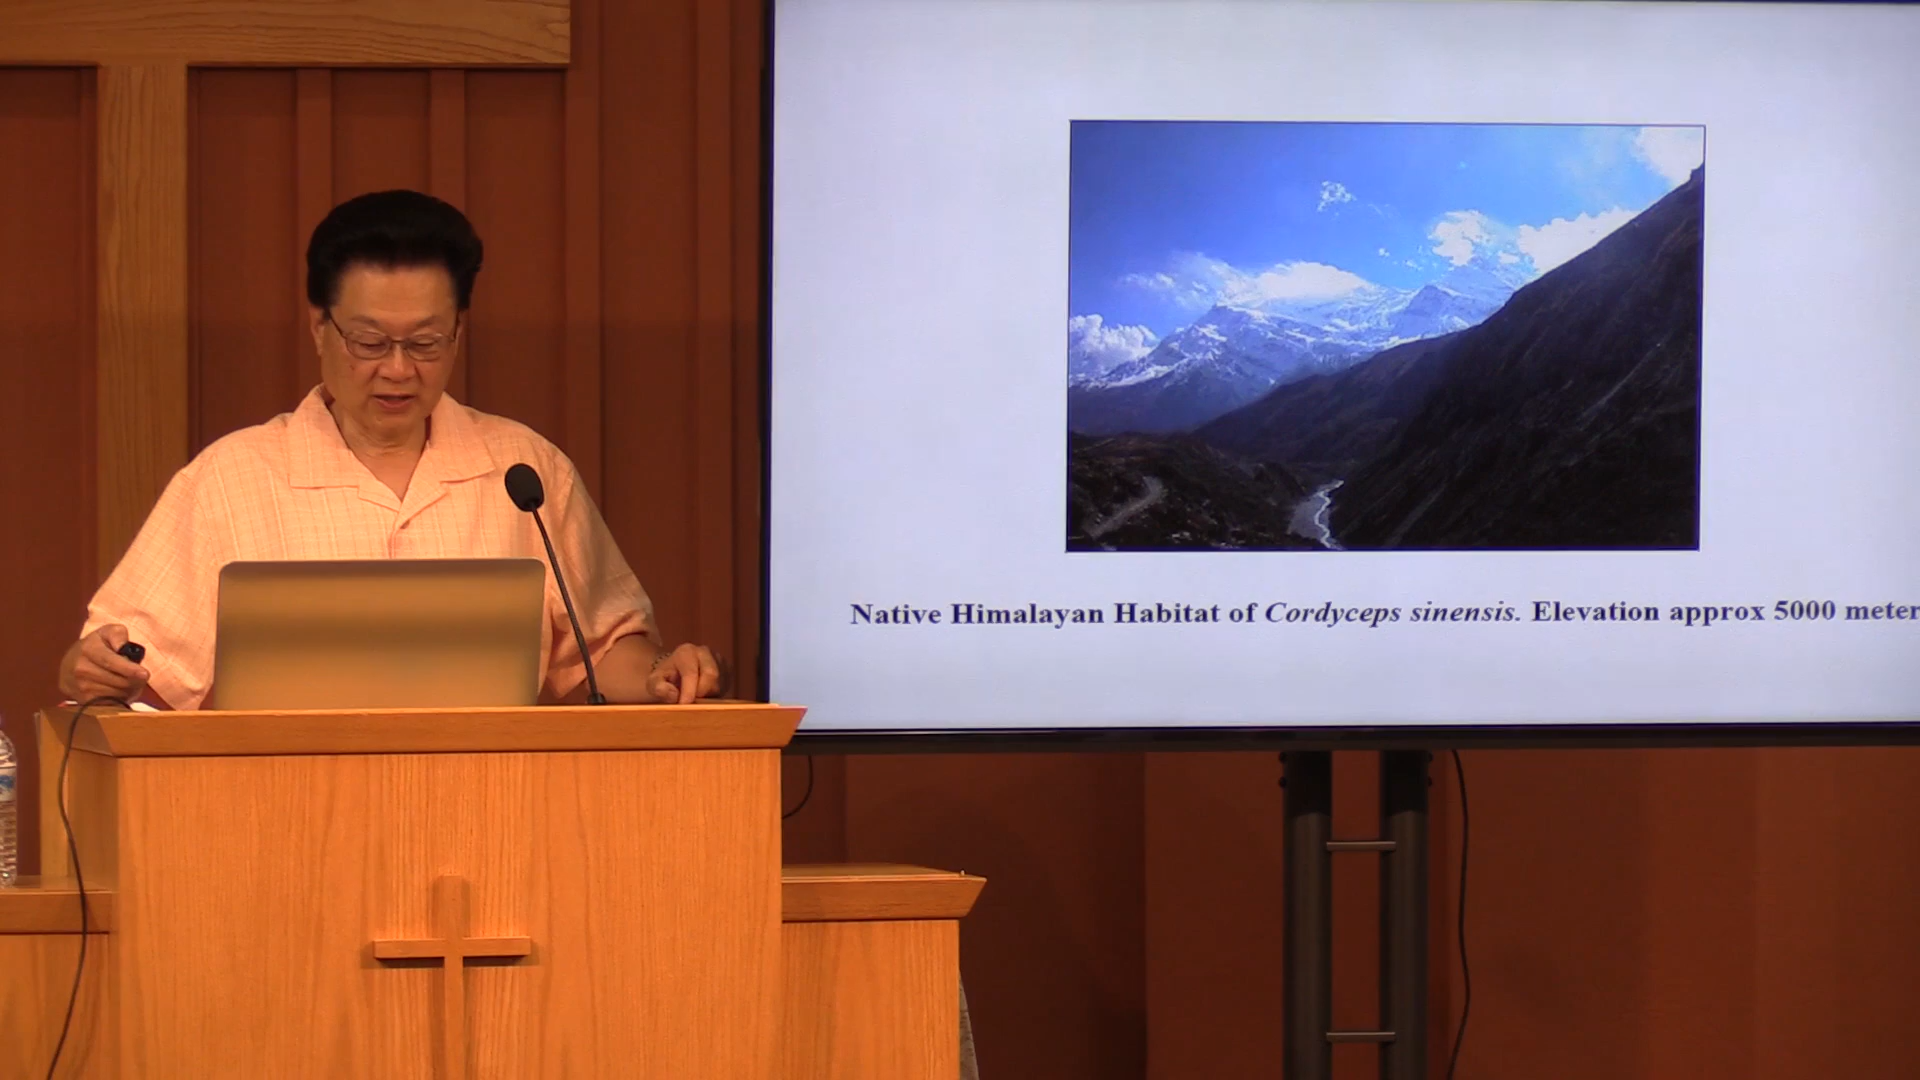 Native Himalayan Habitat of Cordyceps sinensis. Elevation approx 5000 meter